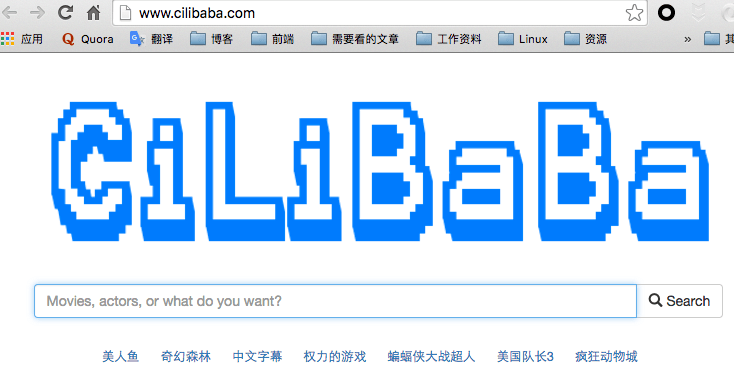 www.cilibaba.com
应用 Quora 翻译 博客 前端 需要看的文章 工作资料 Linux 资源 »
CiLiBaBa
Movies, actors, or what do you want? Search
美人鱼 奇幻森林 中文字幕 权力的游戏 蝙蝠侠大战超人 美国队长3 疯狂动物城